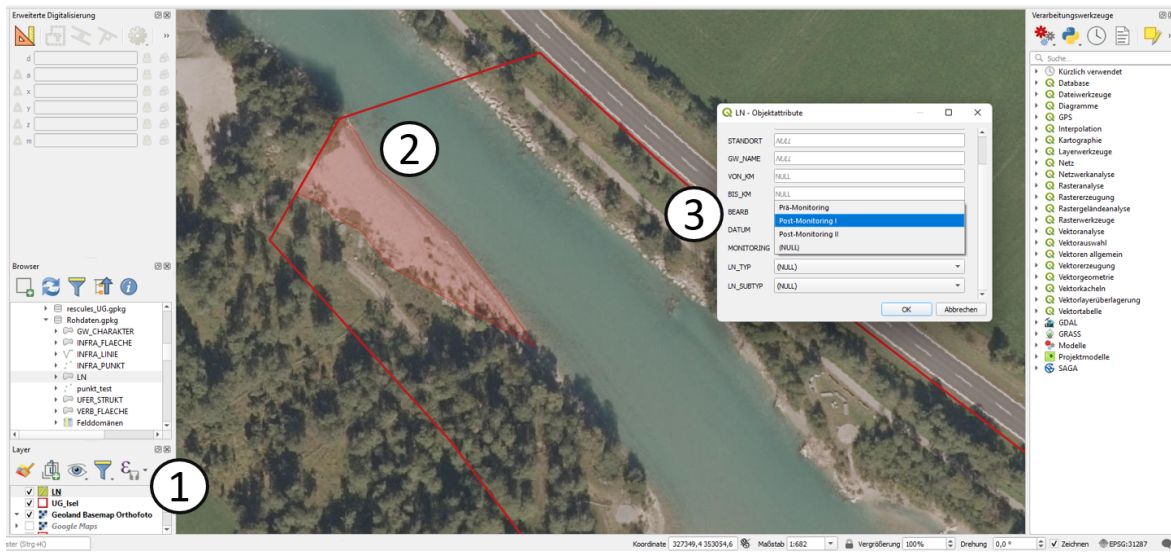 Erweiterte Digitalisierung
»
d
a
x
y
z
m
Browser
rescules_UG.gpkg
Rohdaten.gpkg
GW_CHARAKTER
INFRA_FLAECHE
INFRA_LINIE
INFRA_PUNKT
LN
punkt_test
UFER_STRUKT
VERB_FLAECHE
Felddomänen
Layer
LN
UG_Isel
Geoland Basemap Orthofoto
Google Maps
1
2
3
LN - Objektattribute
STANDORT NULL
GW_NAME NULL
VON_KM NULL
BIS_KM NULL
BEARB
Prä-Monitoring
Post-Monitoring I
DATUM
Post-Monitoring II
MONITORING (NULL)
LN_TYP (NULL)
LN_SUBTYP (NULL)
OK Abbrechen
Verarbeitungswerkzeuge
Suche...
Kürzlich verwendet
Database
Dateiwerkzeuge
Diagramme
GPS
Interpolation
Kartographie
Layerwerkzeuge
Netz
Netzwerkanalyse
Rasteranalyse
Rastererzeugung
Rastergeländeanalyse
Rasterwerkzeuge
Vektoranalyse
Vektorauswahl
Vektoren allgemein
Vektorerzeugung
Vektorgeometrie
Vektorkacheln
Vektorlayerüberlagerung
Vektortabelle
GDAL
GRASS
Modelle
Projektmodelle
SAGA
ster (Strg+K) Koordinate 327349,4 353054,6 Maßstab 1:682 Vergrößerung 100% Drehung 0,0 ° Zeichnen EPSG:31287